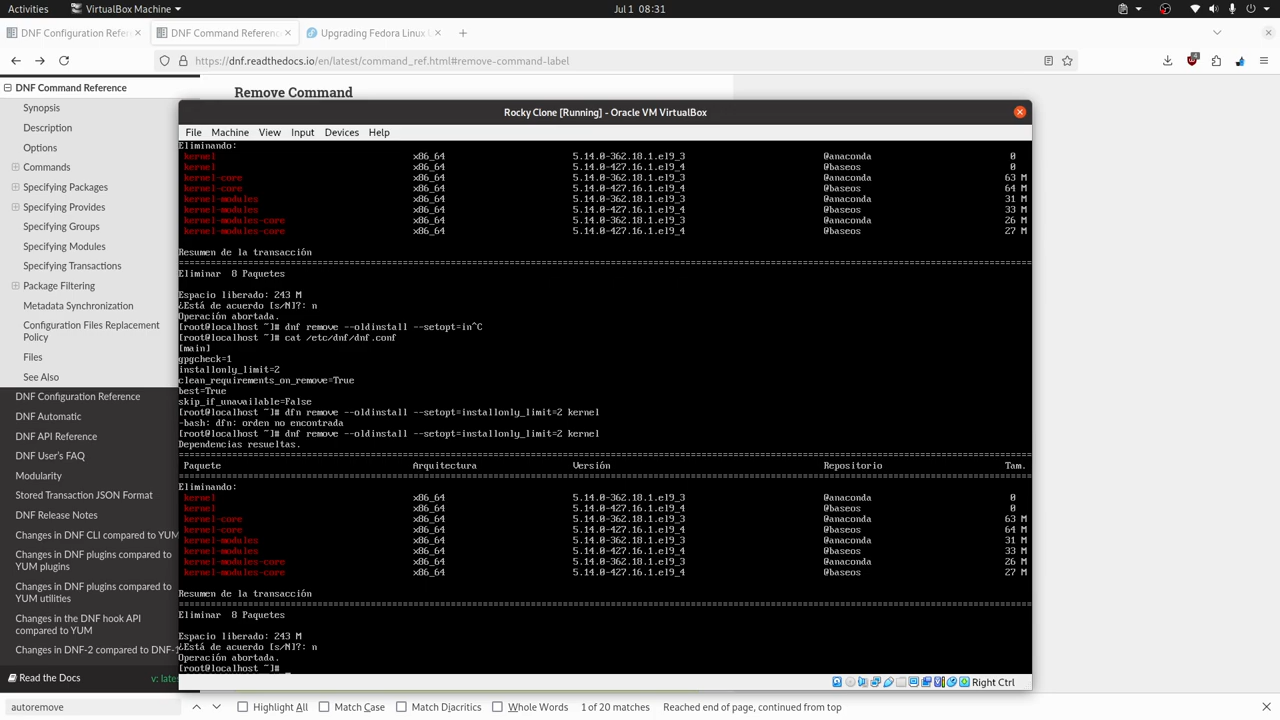 Activities
VirtualBox Machine
Jul 1 08:31
DNF Configuration Refer
DNF Command Reference
Upgrading Fedora Linux U
https://dnf.readthedocs.io/en/latest/command_ref.html#remove-command-label
DNF Command Reference
Synopsis
Description
Options
Commands
Specifying Packages
Specifying Provides
Specifying Groups
Specifying Modules
Specifying Transactions
Package Filtering
Metadata Synchronization
Configuration Files Replacement
Policy
Files
See Also
DNF Configuration Reference
DNF Automatic
DNF API Reference
DNF User's FAQ
Modularity
Stored Transaction JSON Format
DNF Release Notes
Changes in DNF CLI compared to YUM
Changes in DNF plugins compared to
YUM plugins
Changes in DNF plugins compared to
YUM utilities
Changes in the DNF hook API
compared to YUM
Changes in DNF-2 compared to DNF-1
Read the Docs
v: late
Remove Command
Rocky Clone [Running] - Oracle VM VirtualBox
File Machine View Input Devices Help
Eliminando:
kernel x86_64 5.14.0-362.18.1.el9_3 @anaconda 0
kernel x86_64 5.14.0-427.16.1.el9_4 @baseos 0
kernel-core x86_64 5.14.0-362.18.1.el9_3 @anaconda 63 M
kernel-core x86_64 5.14.0-427.16.1.el9_4 @baseos 64 M
kernel-modules x86_64 5.14.0-362.18.1.el9_3 @anaconda 31 M
kernel-modules x86_64 5.14.0-427.16.1.el9_4 @baseos 33 M
kernel-modules-core x86_64 5.14.0-362.18.1.el9_3 @anaconda 26 M
kernel-modules-core x86_64 5.14.0-427.16.1.el9_4 @baseos 27 M
Resumen de la transacción
Eliminar 8 Paquetes
Espacio liberado: 243 M
¿Está de acuerdo [s/N]?: n
Operación abortada.
[root@localhost ~]# dnf remove --oldinstall --setopt=in^C
[root@localhost ~]# cat /etc/dnf/dnf.conf
[main]
gpgcheck=1
installonly_limit=2
clean_requirements_on_remove=True
best=True
skip_if_unavailable=False
[root@localhost ~]# dfn remove --oldinstall --setopt=installonly_limit=2 kernel
-bash: dfn: orden no encontrada
[root@localhost ~]# dnf remove --oldinstall --setopt=installonly_limit=2 kernel
Dependencias resueltas.
Paquete Arquitectura Versión Repositorio Tam.
Eliminando:
kernel x86_64 5.14.0-362.18.1.el9_3 @anaconda 0
kernel x86_64 5.14.0-427.16.1.el9_4 @baseos 0
kernel-core x86_64 5.14.0-362.18.1.el9_3 @anaconda 63 M
kernel-core x86_64 5.14.0-427.16.1.el9_4 @baseos 64 M
kernel-modules x86_64 5.14.0-362.18.1.el9_3 @anaconda 31 M
kernel-modules x86_64 5.14.0-427.16.1.el9_4 @baseos 33 M
kernel-modules-core x86_64 5.14.0-362.18.1.el9_3 @anaconda 26 M
kernel-modules-core x86_64 5.14.0-427.16.1.el9_4 @baseos 27 M
Resumen de la transacción
Eliminar 8 Paquetes
Espacio liberado: 243 M
¿Está de acuerdo [s/N]?: n
Operación abortada.
[root@localhost ~]# _
Right Ctrl
autoremove
Highlight All
Match Case
Match Diacritics
Whole Words
1 of 20 matches
Reached end of page, continued from top